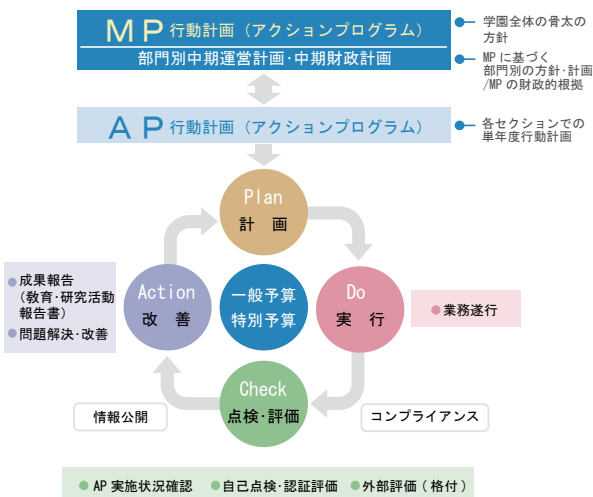 MP 行動計画（アクションプログラム）
部門別中期運営計画・中期財政計画
学園全体の骨太の
方針
MPに基づく
部門別の方針・計画
/MPの財政的根拠
AP 行動計画（アクションプログラム）
各セクションでの
単年度行動計画
Plan
計　画
Action
改　善
一般予算
特別予算
Do
実　行
成果報告
（教育・研究活動
報告書）
問題解決・改善
業務遂行
Check
点検・評価
情報公開
コンプライアンス
AP 実施状況確認　自己点検・認証評価　外部評価（格付）